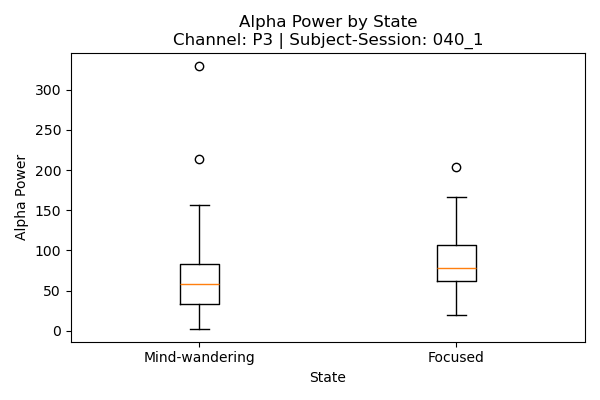 Alpha Power by State
Channel: P3 | Subject-Session: 040_1
300
250
200
150
100
50
0
Alpha Power
Mind-wandering
Focused
State